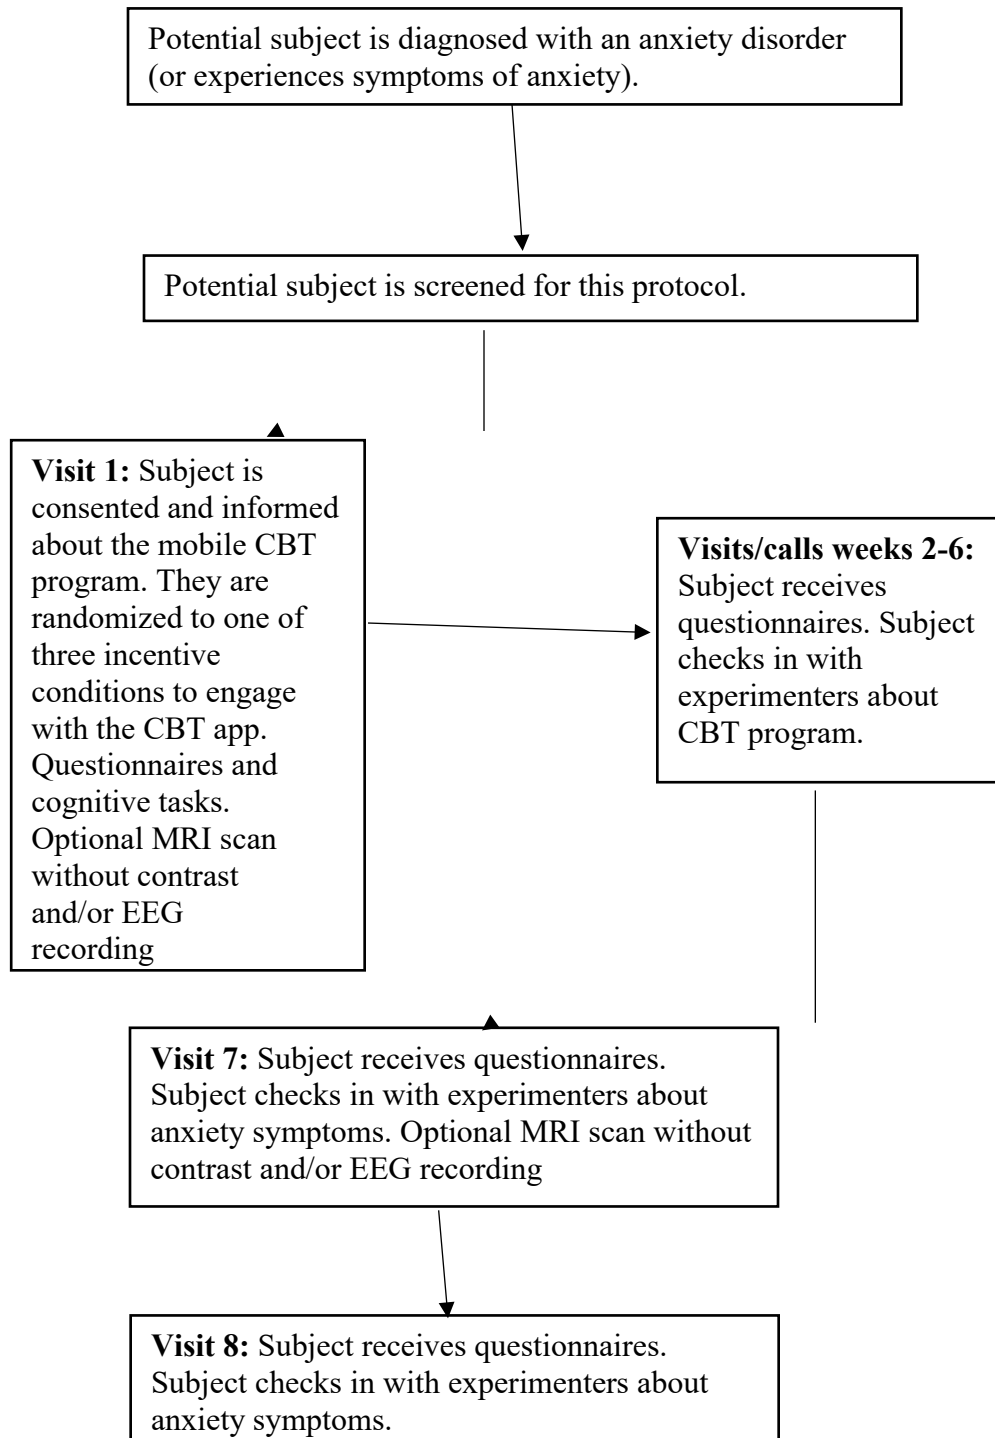 Potential subject is diagnosed with an anxiety disorder
(or experiences symptoms of anxiety).
Potential subject is screened for this protocol.
Visit 1: Subject is
consented and informed
about the mobile CBT
program. They are
randomized to one of
three incentive
conditions to engage
with the CBT app.
Questionnaires and
cognitive tasks.
Optional MRI scan
without contrast
and/or EEG
recording
Visits/calls weeks 2-6:
Subject receives
questionnaires. Subject
checks in with
experimenters about
CBT program.
Visit 7: Subject receives questionnaires.
Subject checks in with experimenters about
anxiety symptoms. Optional MRI scan without
contrast and/or EEG recording
Visit 8: Subject receives questionnaires.
Subject checks in with experimenters about
anxiety symptoms.